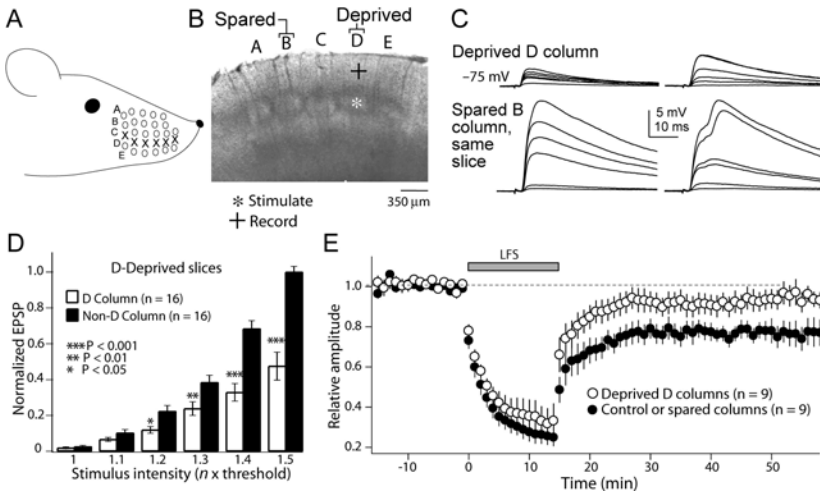 A
A
B
C
D
E
B
Spared
Deprived
A B C D E
* Stimulate
+ Record
350 µm
C
Deprived D column
–75 mV
Spared B
column,
same
slice
5 mV
10 ms
D
D-Deprived slices
D Column (n = 16)
Non-D Column (n = 16)
***P < 0.001
** P < 0.01
* P < 0.05
Normalized EPSP
1.0
0.8
0.6
0.4
0.2
0
* ** *** ***
1 1.1 1.2 1.3 1.4 1.5
Stimulus intensity (n x threshold)
E
LFS
Relative amplitude
1.0
0.8
0.6
0.4
0.2
Deprived D columns (n = 9)
Control or spared columns (n = 9)
-10 0 10 20 30 40 50
Time (min)